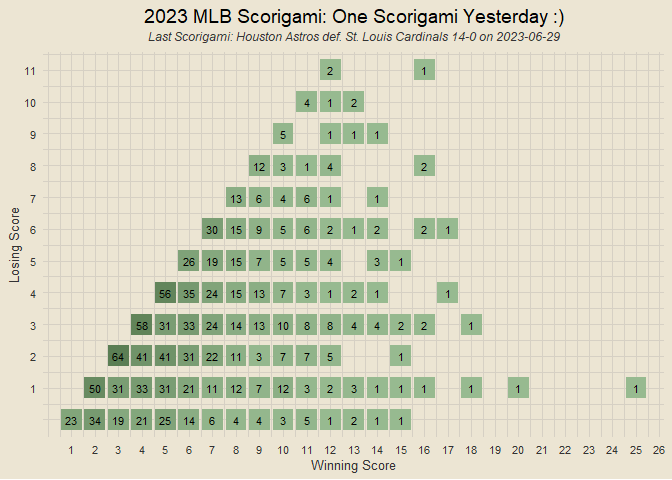 2023 MLB Scorigami: One Scorigami Yesterday :)
Last Scorigami: Houston Astros def. St. Louis Cardinals 14-0 on 2023-06-29
11 2 1
10 4 1 2
9 5 1 1 1
8 12 3 1 4 2
7 13 6 4 6 1 1
6 30 15 9 5 6 2 1 2 2 1
5 26 19 15 7 5 5 4 3 1
4 56 35 24 15 13 7 3 1 2 1 1
3 58 31 33 24 14 13 10 8 8 4 4 2 2 1
2 64 41 41 31 22 11 3 7 7 5 1
1 50 31 33 31 21 11 12 7 12 3 2 3 1 1 1 1 1 1
23 34 19 21 25 14 6 4 4 3 5 1 2 1 1
1 2 3 4 5 6 7 8 9 10 11 12 13 14 15 16 17 18 19 20 21 22 23 24 25 26
Winning Score
Losing Score